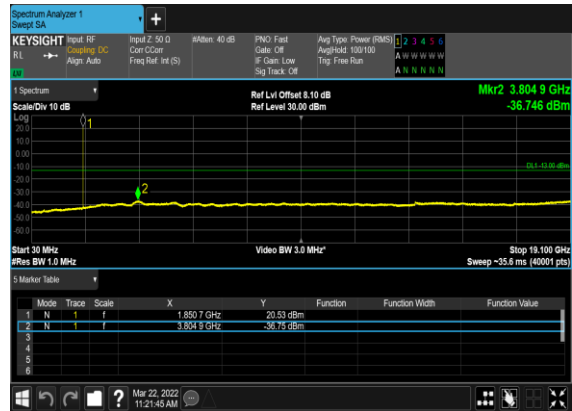 Spectrum Analyzer 1
Swept SA
+
KEYSIGHT Input: RF Input Z: 50 Ω #Atten: 40 dB PNO: Fast Avg Type: Power (RMS) 1 2 3 4 5 6
RL Coupling: DC Corr CCorr Gate: Off Avg|Hold: 100/100 A W W W W W
Align: Auto Freq Ref: Int (S) IF Gain: Low Trig: Free Run A N N N N N
LW Sig Track: Off
1 Spectrum Ref Lvl Offset 8.10 dB Mkr2 3.804 9 GHz
Scale/Div 10 dB Ref Level 30.00 dBm -36.746 dBm
Log
20.0
10.0
0.00
-10.0
-20.0
-30.0
-40.0
-50.0
-60.0
1
2
DL1 -13.00 dBm
Start 30 MHz Video BW 3.0 MHz* Stop 19.100 GHz
#Res BW 1.0 MHz Sweep ~35.6 ms (40001 pts)
5 Marker Table
Mode Trace Scale X Y Function Function Width Function Value
1 N 1 f 1.850 7 GHz 20.53 dBm
2 N 1 f 3.804 9 GHz -36.75 dBm
3
4
5
6
? Mar 22, 2022
11:21:45 AM